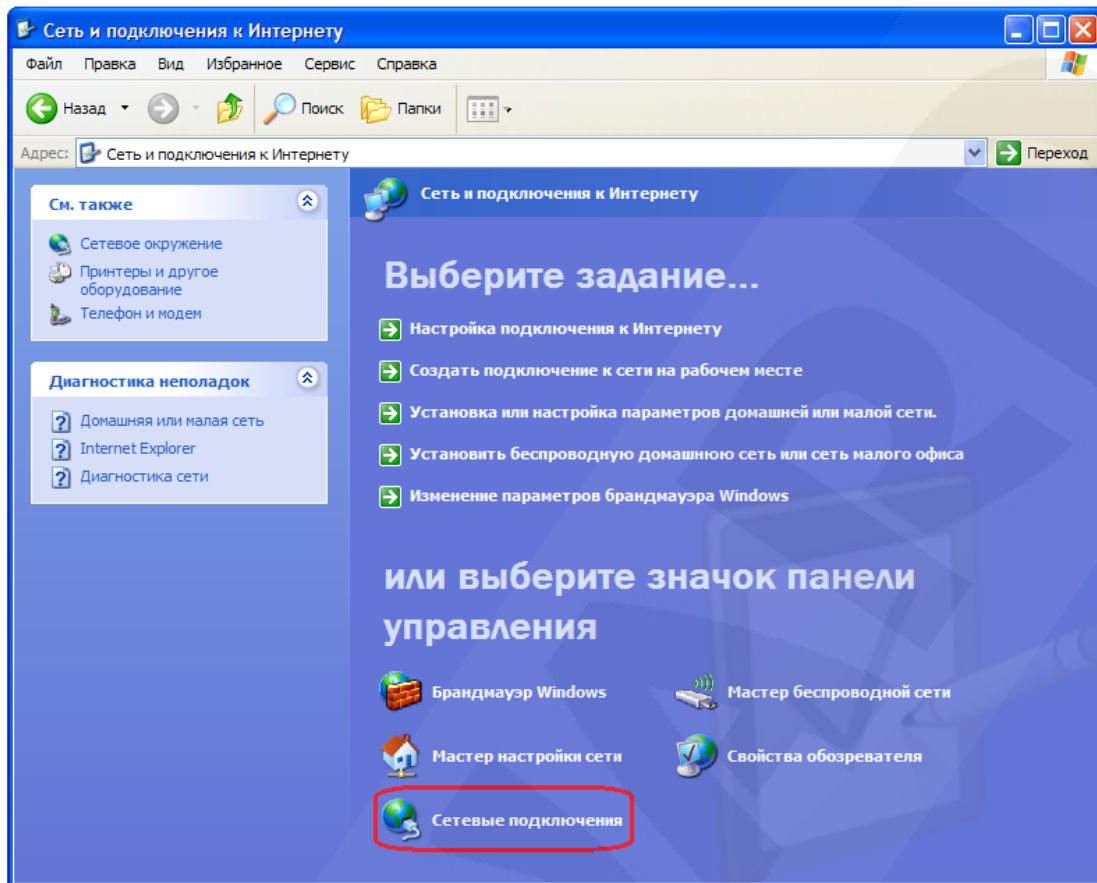 Сеть и подключения к Интернету
Файл Правка Вид Избранное Сервис Справка
Назад Поиск Папки
Адрес: Сеть и подключения к Интернету Переход
См. также
Сетевое окружение
Принтеры и другое
оборудование
Телефон и модем
Диагностика неполадок
Домашняя или малая сеть
Internet Explorer
Диагностика сети
Сеть и подключения к Интернету
Выберите задание...
Настройка подключения к Интернету
Создать подключение к сети на рабочем месте
Установка или настройка параметров домашней или малой сети.
Установить беспроводную домашнюю сеть или сеть малого офиса
Изменение параметров брандмауэра Windows
или выберите значок панели
управления
Брандмауэр Windows Мастер беспроводной сети
Мастер настройки сети Свойства обозревателя
Сетевые подключения